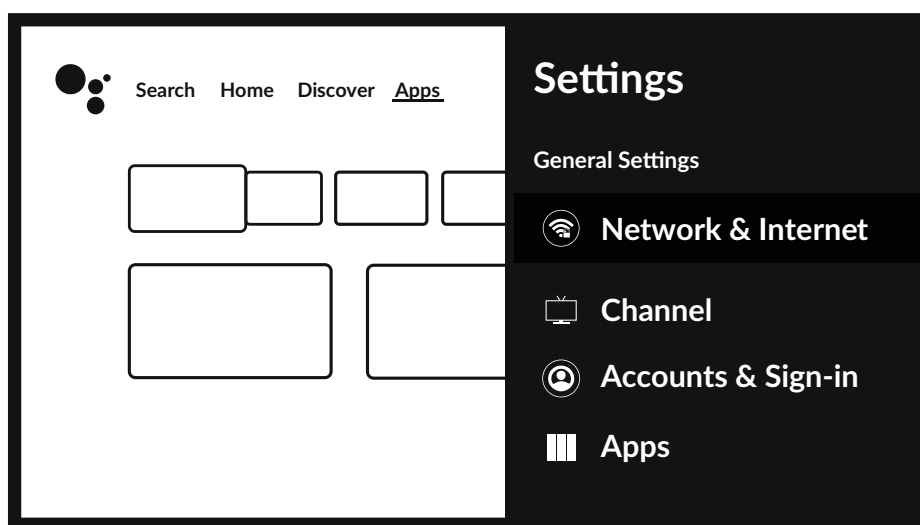 Search Home Discover Apps
Settings
General Settings
Network & Internet
Channel
Accounts & Sign-in
Apps